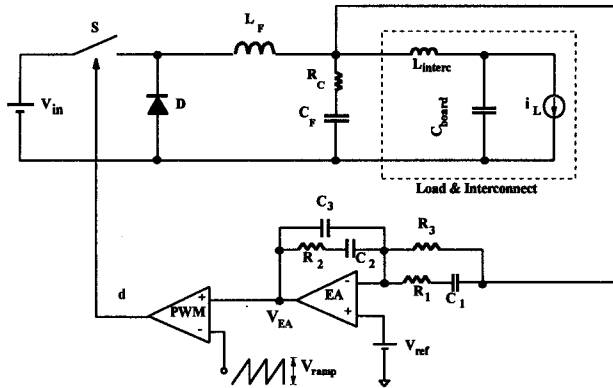 S
L_F
V_in
D
R_C
C_F
L_interc
C_board
i_L
Load & Interconnect
C_3
R_2
C_2
R_3
R_1
C_1
d
PWM
+
-
V_EA
EA
-
+
V_ref
V_ramp